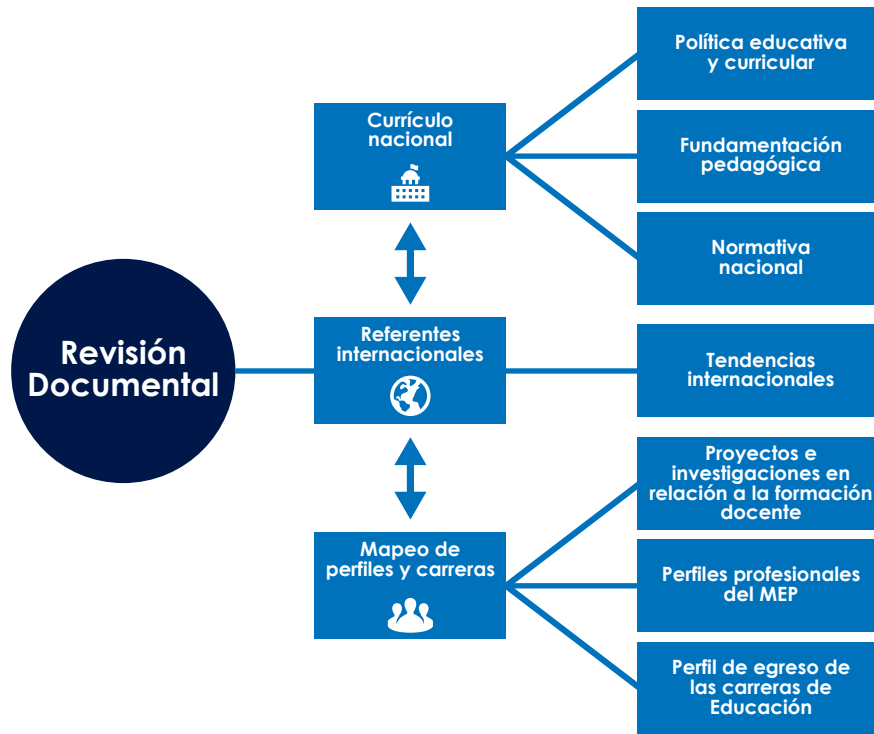 Revisión
Documental
Currículo
nacional
Política educativa
y curricular
Fundamentación
pedagógica
Normativa
nacional
Referentes
internacionales
Tendencias
internacionales
Mapeo de
perfiles y carreras
Proyectos e
investigaciones en
relación a la formación
docente
Perfiles profesionales
del MEP
Perfil de egreso de
las carreras de
Educación